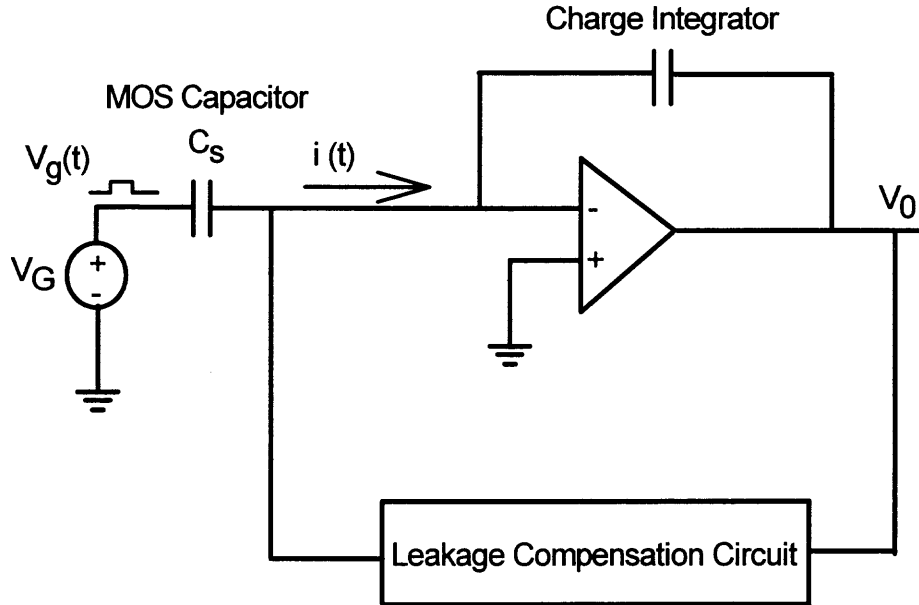 Charge Integrator
MOS Capacitor
C_s
i (t)
V_g(t)
V_0
V_G
+
-
-
+
Leakage Compensation Circuit